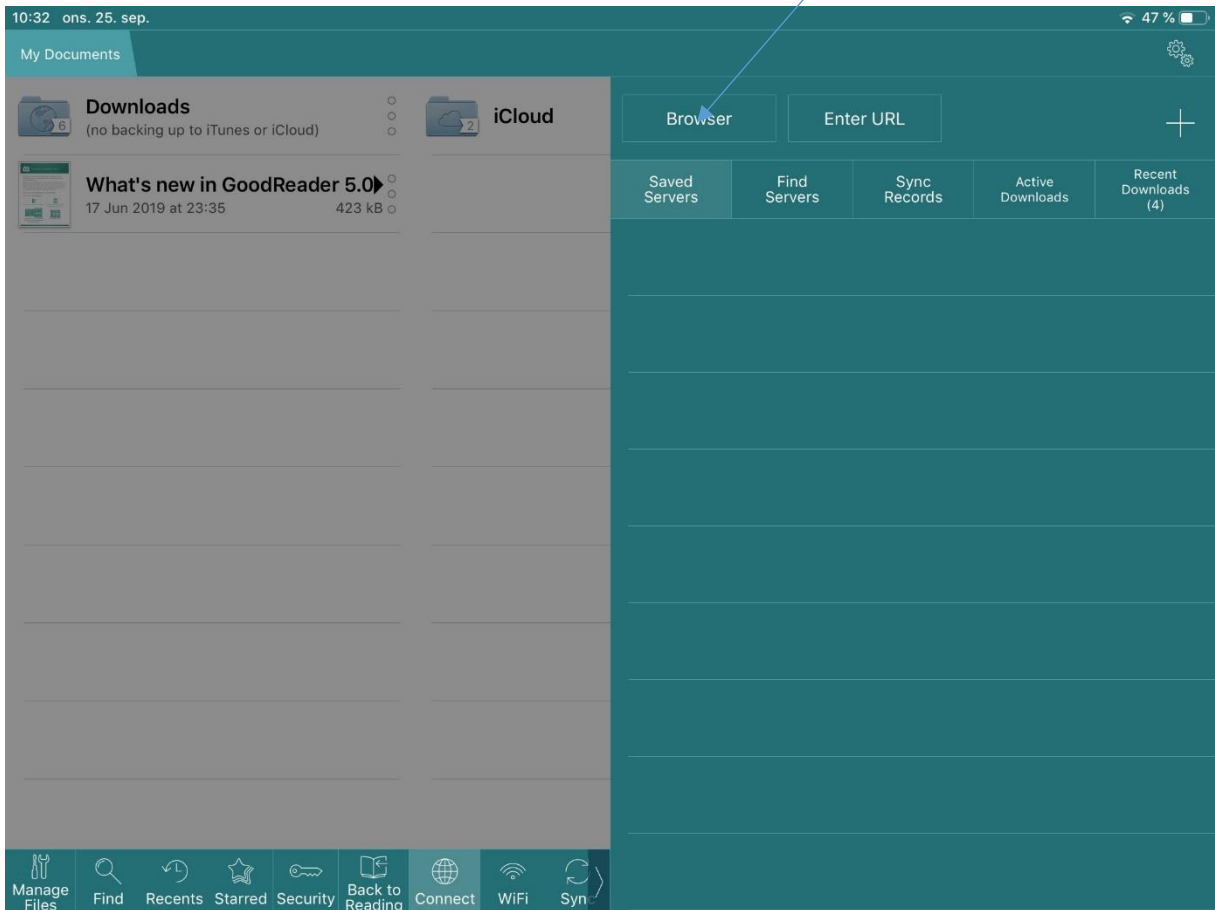 10:32 ons. 25. sep.
47 %
My Documents
Downloads
(no backing up to iTunes or iCloud)
6
iCloud
2
What's new in GoodReader 5.0
17 Jun 2019 at 23:35
423 kB
Browser
Enter URL
Saved
Servers
Find
Servers
Sync
Records
Active
Downloads
Recent
Downloads
(4)
Manage
Files
Find
Recents
Starred
Security
Back to
Reading
Connect
WiFi
Sync